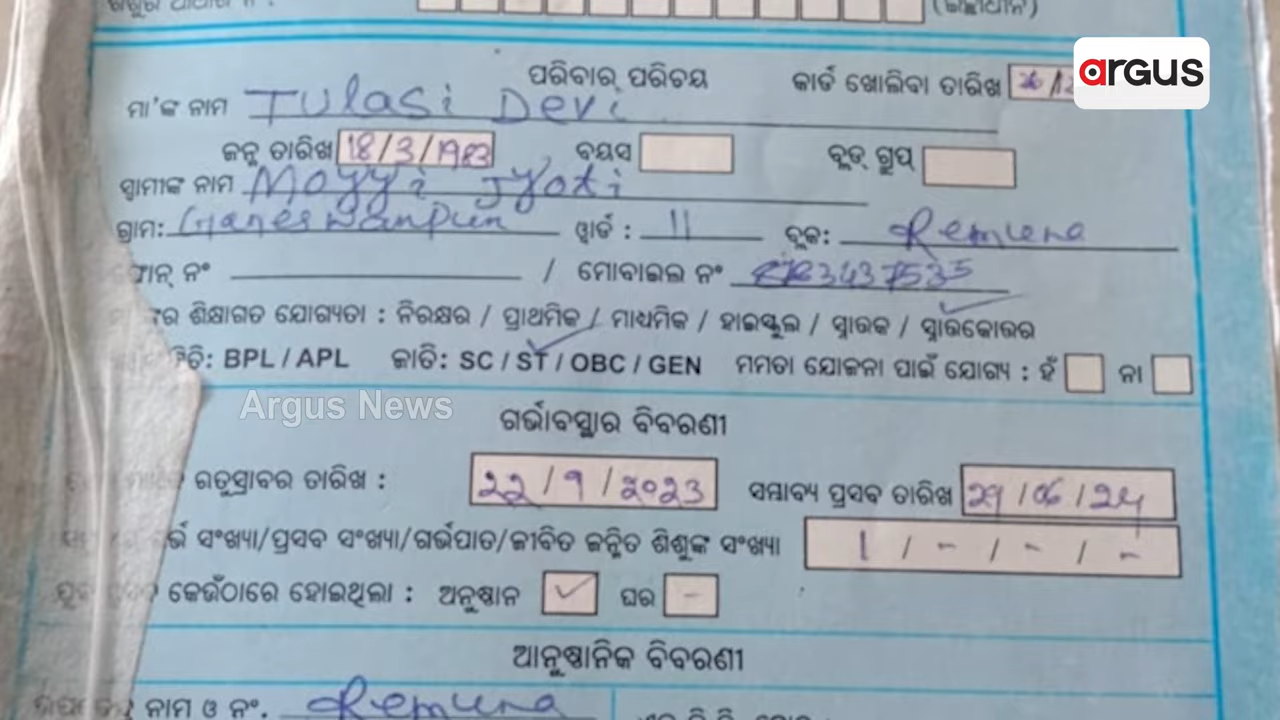 (ଇଚ୍ଛାଧୀନ)
argus
ପରିବାର ପରିଚୟ କାର୍ଡ ଖୋଲିବା ତାରିଖ
ମା'ଙ୍କ ନାମ Tulasi Devi
ଜନ୍ମ ତାରିଖ 18/3/1983 ବୟସ ବ୍ଲଡ୍ ଗ୍ରୁପ୍
ସ୍ୱାମୀଙ୍କ ନାମ Jyoti
ଗ୍ରାମ: ୱାର୍ଡ : 11 ବ୍ଲକ: Remuna
ନଂ / ମୋବାଇଲ ନଂ
ଶିକ୍ଷାଗତ ଯୋଗ୍ୟତା : ନିରକ୍ଷର / ପ୍ରାଥମିକ / ମାଧ୍ୟମିକ / ହାଇସ୍କୁଲ / ସ୍ନାତକ / ସ୍ନାତକୋତ୍ତର
BPL / APL ଜାତି: SC / ST / OBC / GEN ମମତା ଯୋଜନା ପାଇଁ ଯୋଗ୍ୟ : ହଁ ନା
Argus News
ଗର୍ଭାବସ୍ଥାର ବିବରଣୀ
ଋତୁସ୍ରାବର ତାରିଖ : 22/9/2023 ସମ୍ଭାବ୍ୟ ପ୍ରସବ ତାରିଖ 29/06/24
ସଂଖ୍ୟା/ପ୍ରସବ ସଂଖ୍ୟା/ଗର୍ଭପାତ/ଜୀବିତ ଜନ୍ମିତ ଶିଶୁଙ୍କ ସଂଖ୍ୟା 1 / - / - / -
କେଉଁଠାରେ ହୋଇଥିଲା : ଅନୁଷ୍ଠାନ ✓ ଘର -
ଆନୁଷ୍ଠାନିକ ବିବରଣୀ
ନାମ ଓ ନଂ. Remuna